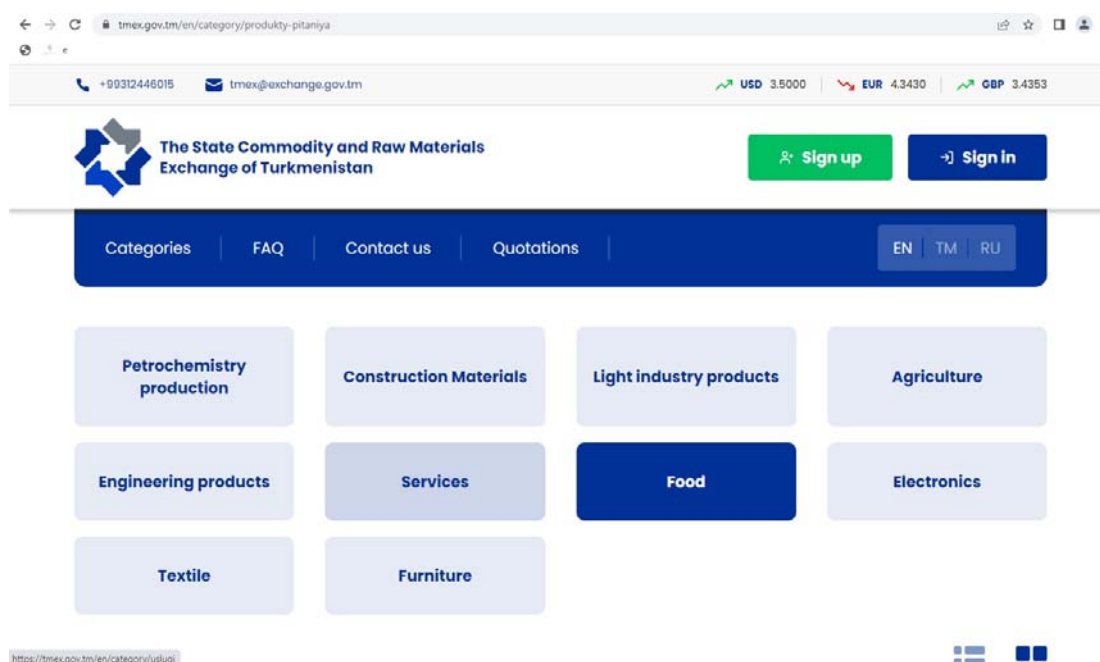 tmex.gov.tm/en/category/produkty-pitaniya
+99312446015 tmex@exchange.gov.tm USD 3.5000 EUR 4.3430 GBP 3.4353
The State Commodity and Raw Materials
Exchange of Turkmenistan
Sign up
Sign in
Categories FAQ Contact us Quotations EN TM RU
Petrochemistry
production
Construction Materials
Light industry products
Agriculture
Engineering products
Services
Food
Electronics
Textile
Furniture
https://tmex.gov.tm/en/category/uslugi